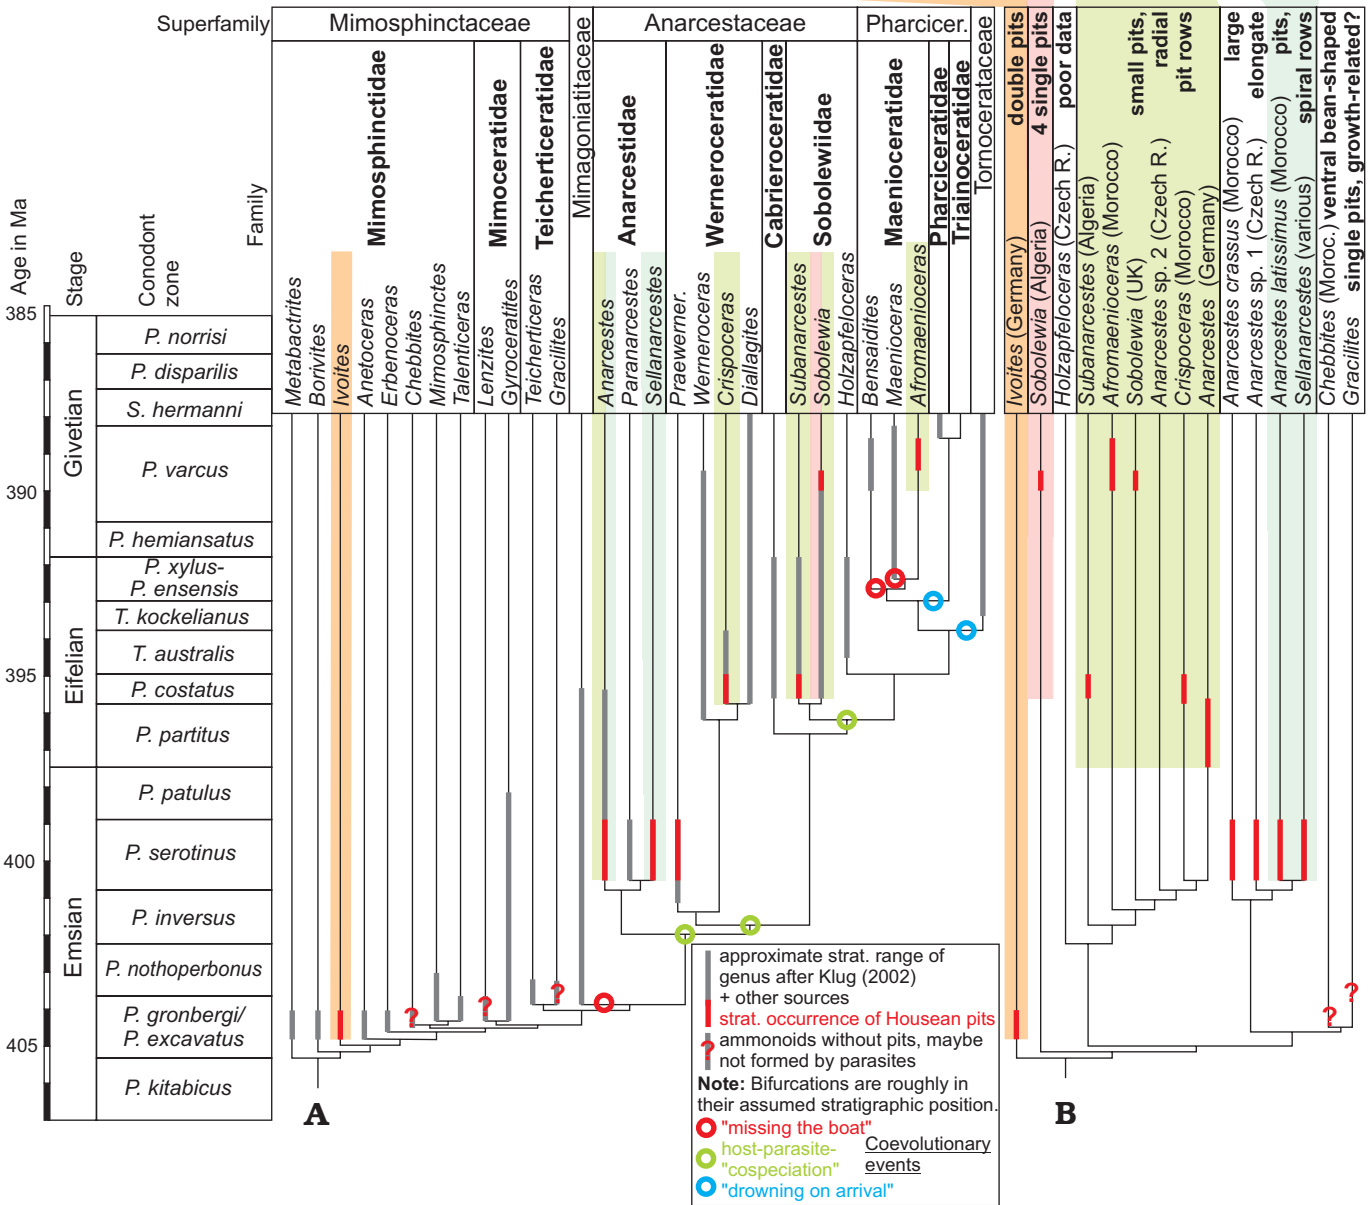 Superfamily
Mimosphinctaceae
Mimagoniatitaceae
Anarcestaceae
Pharcicer.
Tornocerataceae
Family
Mimosphinctidae
Mimoceratidae
Teicherticeratidae
Anarcestidae
Werneroceratidae
Cabrieroceratidae
Sobolewiidae
Maenioceratidae
Pharciceratidae
Triainoceratidae
Age in Ma
Stage
Conodont
zone
Metabactrites
Borivites
Ivoites
Anetoceras
Erbenoceras
Chebbites
Mimosphinctes
Talenticeras
Lenzites
Gyroceratites
Teicherticeras
Gracilites
Anarcestes
Paranarcestes
Sellanarcestes
Praewerner.
Werneroceras
Crispoceras
Diallagites
Subanarcestes
Sobolewia
Holzapfeloceras
Bensaidites
Maenioceras
Afromaenioceras
double pits
4 single pits
poor data
small pits,
radial
pit rows
large
elongate
pits,
spiral rows
ventral bean-shaped
single pits, growth-related?
Ivoites (Germany)
Sobolewia (Algeria)
Holzapfeloceras (Czech R.)
Subanarcestes (Algeria)
Afromaenioceras (Morocco)
Sobolewia (UK)
Anarcestes sp. 2 (Czech R.)
Crispoceras (Morocco)
Anarcestes (Germany)
Anarcestes crassus (Morocco)
Anarcestes sp. 1 (Czech R.)
Anarcestes latissimus (Morocco)
Sellanarcestes (various)
Chebbites (Moroc.)
Gracilites
385
390
395
400
405
Givetian
Eifelian
Emsian
P. norrisi
P. disparilis
S. hermanni
P. varcus
P. hemiansatus
P. xylus-
P. ensensis
T. kockelianus
T. australis
P. costatus
P. partitus
P. patulus
P. serotinus
P. inversus
P. nothoperbonus
P. gronbergi/
P. excavatus
P. kitabicus
? ? ? ? ?
A
B
approximate strat. range of
genus after Klug (2002)
+ other sources
strat. occurrence of Housean pits
? ammonoids without pits, maybe
not formed by parasites
Note: Bifurcations are roughly in
their assumed stratigraphic position.
"missing the boat"
host-parasite-
"cospeciation"
Coevolutionary
events
"drowning on arrival"